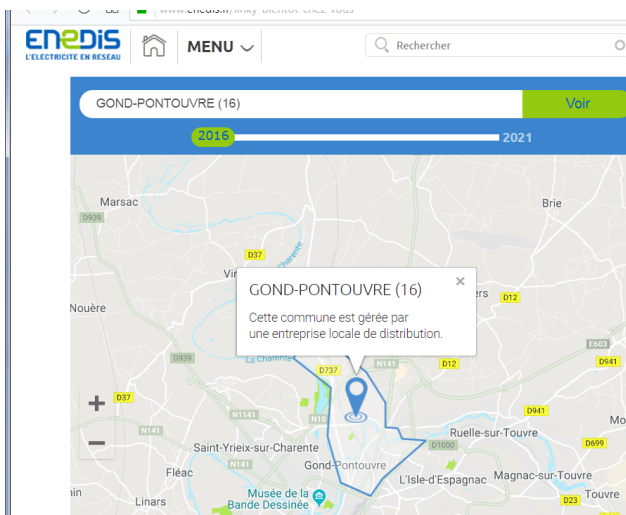 www.enedis.fr/linky-bientot-chez-vous
ENEDIS
L'ELECTRICITE EN RESEAU
MENU
Rechercher
GOND-PONTOUVRE (16)
Voir
2016
2021
Marsac
Brie
D939
D37
GOND-PONTOUVRE (16)
×
Cette commune est gérée par
une entreprise locale de distribution.
D12
Nouère
E603
D939
La Charente
D737
N141
D12
D941
+
D37
N1141
N10
D941
N141
Ruelle-sur-Touvre
D1000
D699
Saint-Yrieix-sur-Charente
N141
Gond-Pontouvre
Fléac
L'Isle-d'Espagnac
Magnac-sur-Touvre
Linars
Musée de la
Bande Dessinée
D23
Touvre